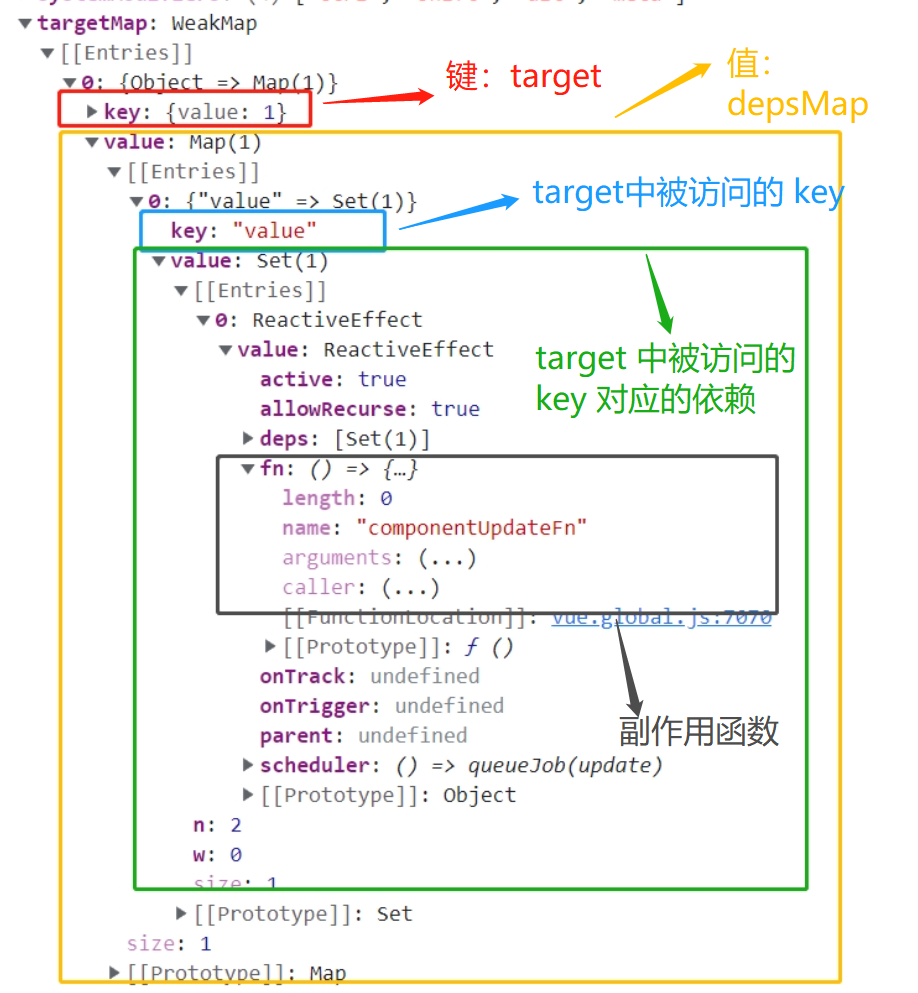 targetMap: WeakMap
[[Entries]]
0: {Object => Map(1)}
键：target
值：
depsMap
key: {value: 1}
value: Map(1)
[[Entries]]
0: {"value" => Set(1)}
target中被访问的 key
key: "value"
value: Set(1)
[[Entries]]
0: ReactiveEffect
value: ReactiveEffect
target 中被访问的
key 对应的依赖
active: true
allowRecurse: true
deps: [Set(1)]
fn: () => {…}
length: 0
name: "componentUpdateFn"
arguments: (...)
caller: (...)
[[FunctionLocation]]: vue.global.js:7070
[[Prototype]]: ƒ ()
onTrack: undefined
onTrigger: undefined
parent: undefined
副作用函数
scheduler: () => queueJob(update)
[[Prototype]]: Object
n: 2
w: 0
size: 1
[[Prototype]]: Set
size: 1
[[Prototype]]: Map